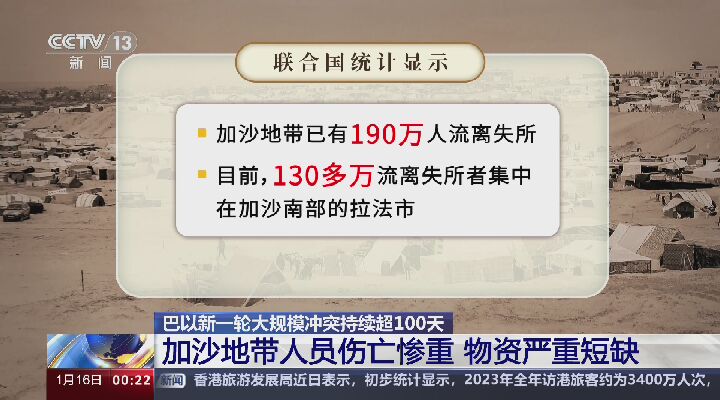 CCTV 13
新闻
联合国统计显示
加沙地带已有190万人流离失所
目前，130多万流离失所者集中
在加沙南部的拉法市
巴以新一轮大规模冲突持续超100天
加沙地带人员伤亡惨重 物资严重短缺
1月16日 00:22 新闻 香港旅游发展局近日表示，初步统计显示，2023年全年访港旅客约为3400万人次，